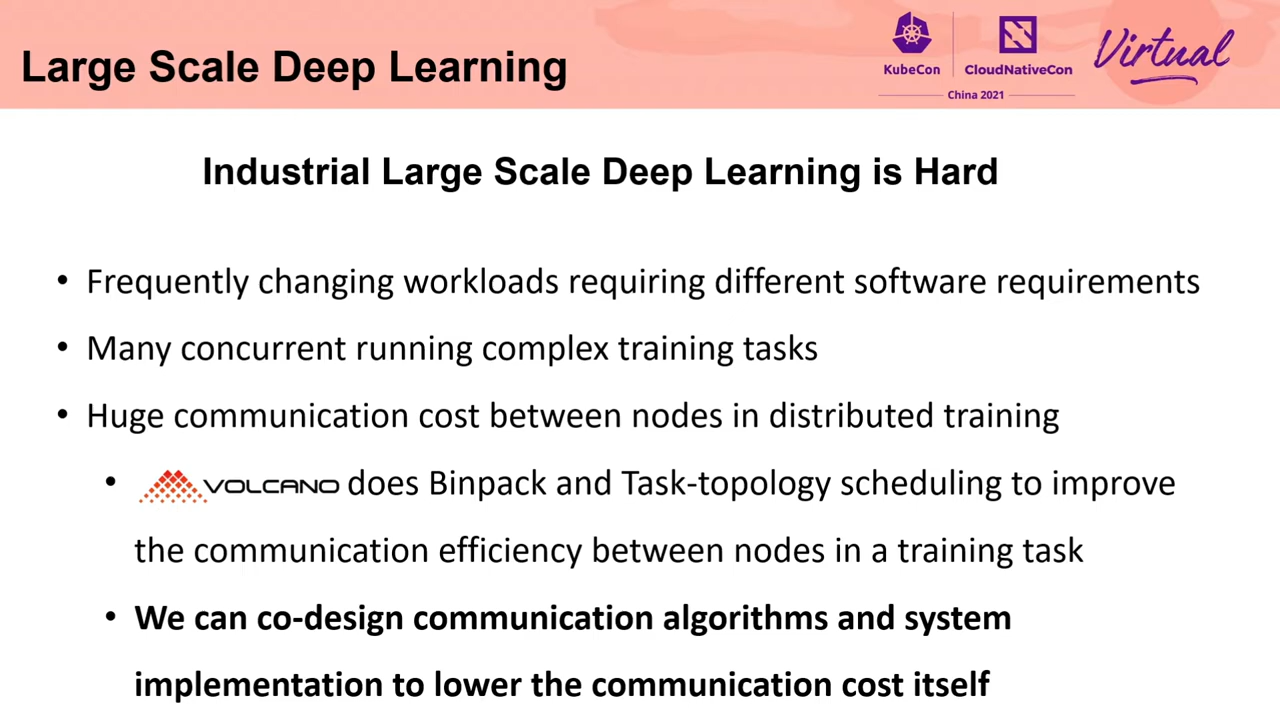 Large Scale Deep Learning
KubeCon
CloudNativeCon
China 2021
Virtual
Industrial Large Scale Deep Learning is Hard
• Frequently changing workloads requiring different software requirements
• Many concurrent running complex training tasks
• Huge communication cost between nodes in distributed training
• VOLCANO does Binpack and Task-topology scheduling to improve
the communication efficiency between nodes in a training task
• We can co-design communication algorithms and system
implementation to lower the communication cost itself